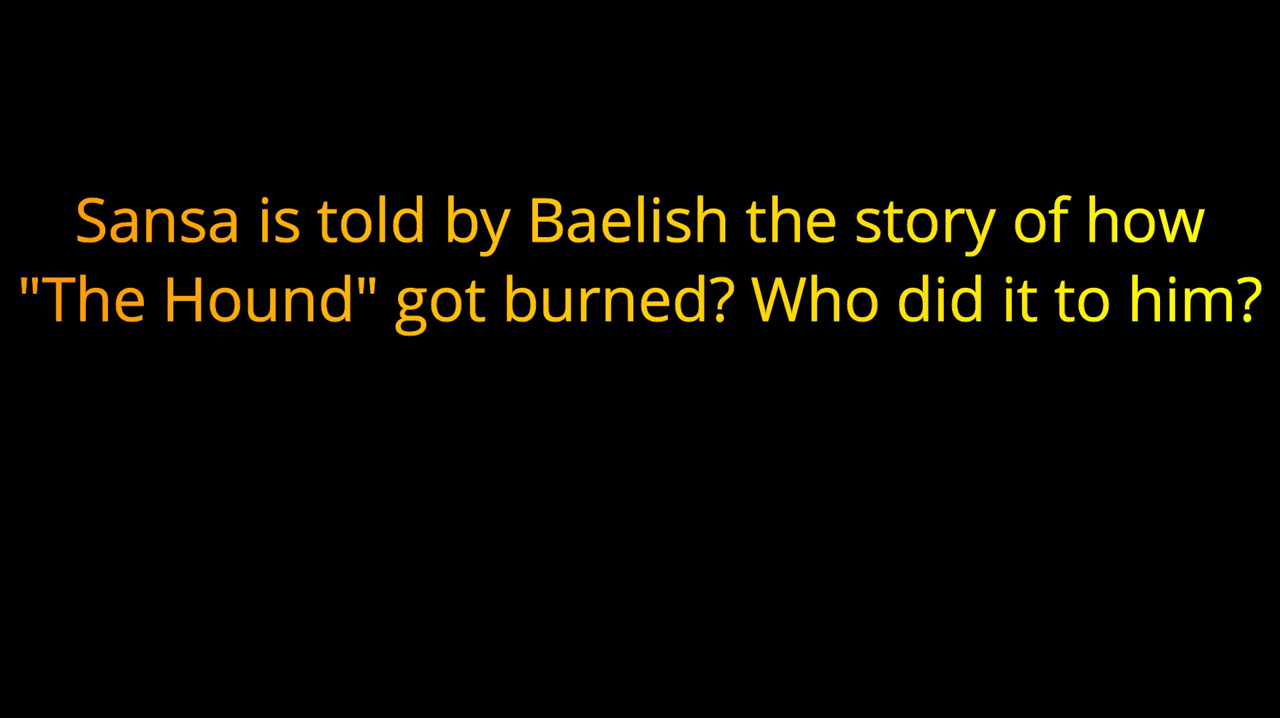 Sansa is told by Baelish the story of how
"The Hound" got burned? Who did it to him?